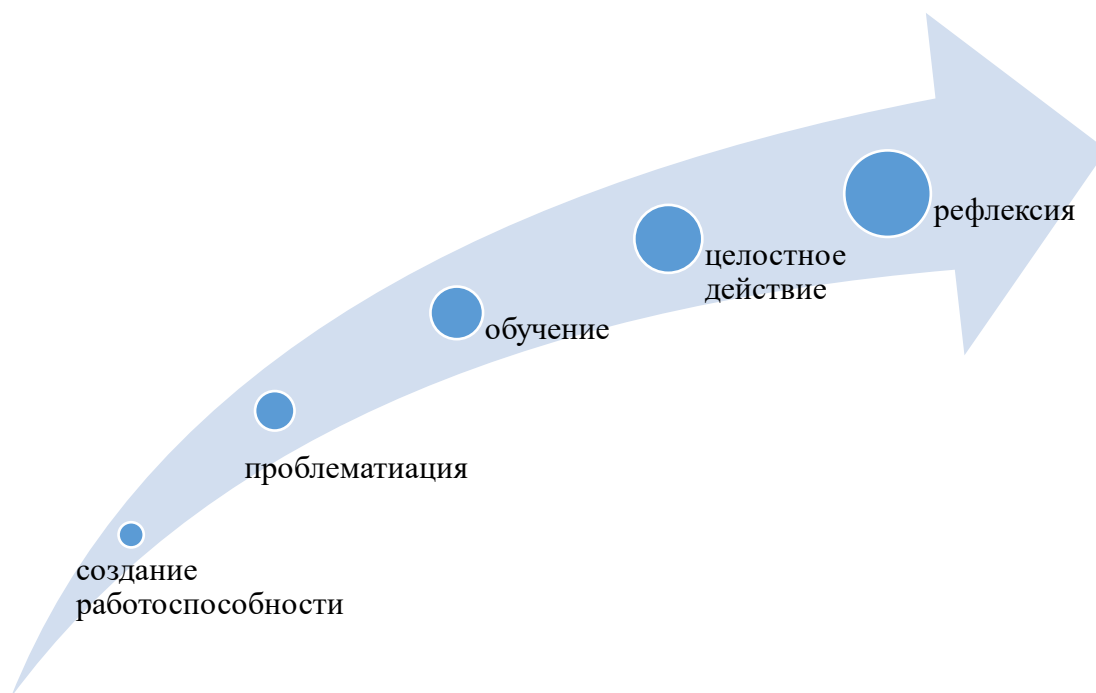 рефлексия
целостное
действие
обучение
проблематиация
создание
работоспособности